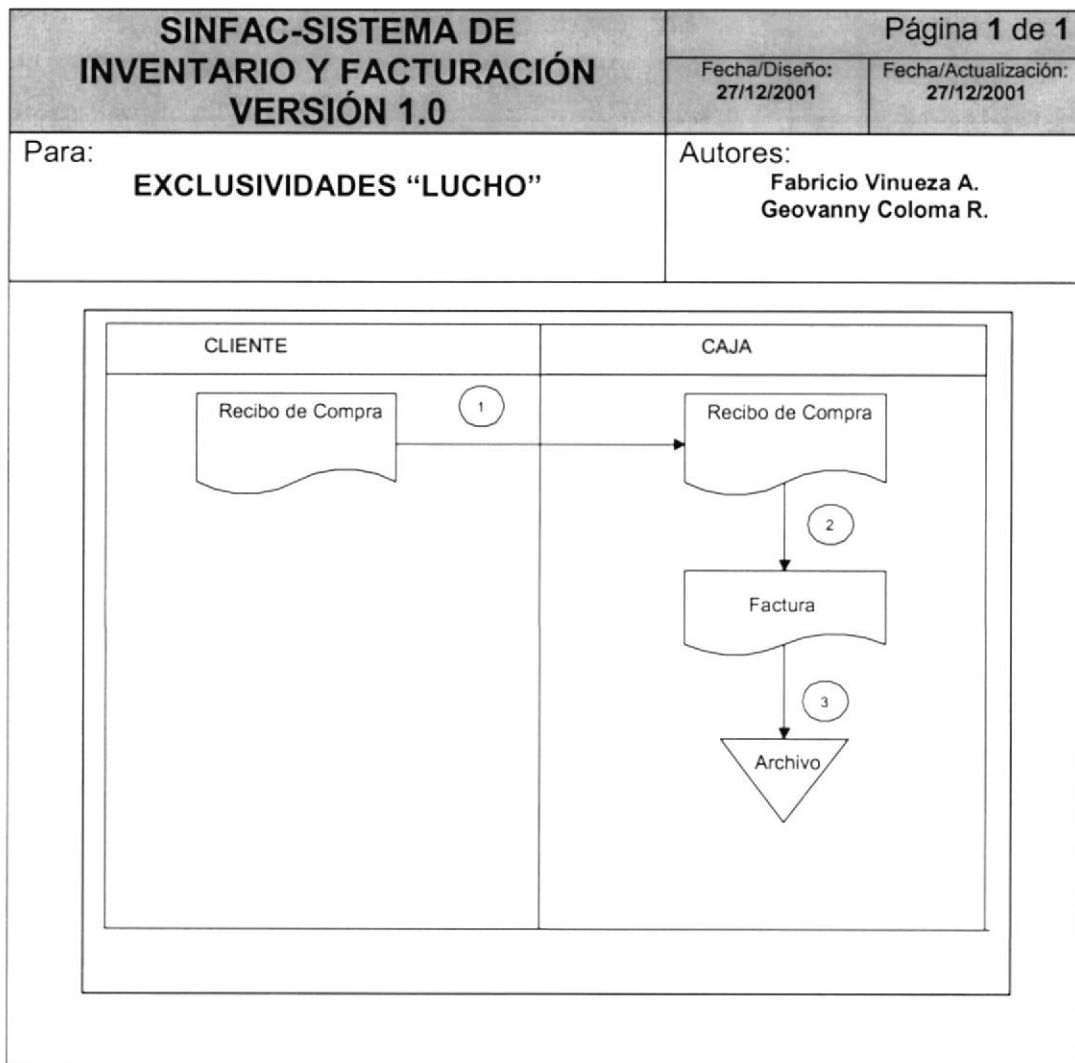 SINFAC-SISTEMA DE
INVENTARIO Y FACTURACIÓN
VERSIÓN 1.0
Página 1 de 1
Fecha/Diseño:
27/12/2001
Fecha/Actualización:
27/12/2001
Para:
EXCLUSIVIDADES “LUCHO”
Autores:
Fabricio Vinueza A.
Geovanny Coloma R.
CLIENTE
CAJA
Recibo de Compra
1
Recibo de Compra
2
Factura
3
Archivo